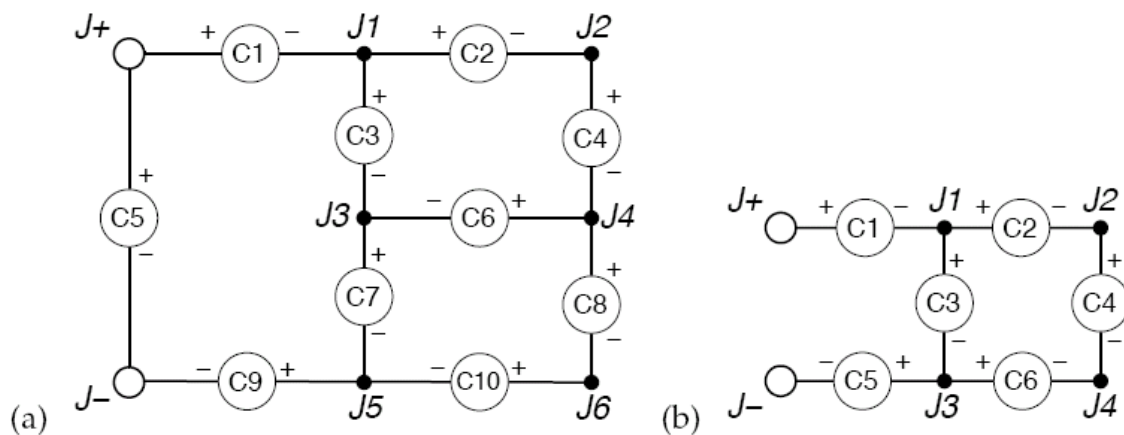 J+ + C1 − J1 + C2 − J2
+ C3 − + C4 −
+ C5 − J3 − C6 + J4
+ C7 − + C8 −
(a) J− − C9 + J5 − C10 + J6
J+ + C1 − J1 + C2 − J2
+ C3 − + C4 −
(b) J− − C5 + J3 + C6 − J4